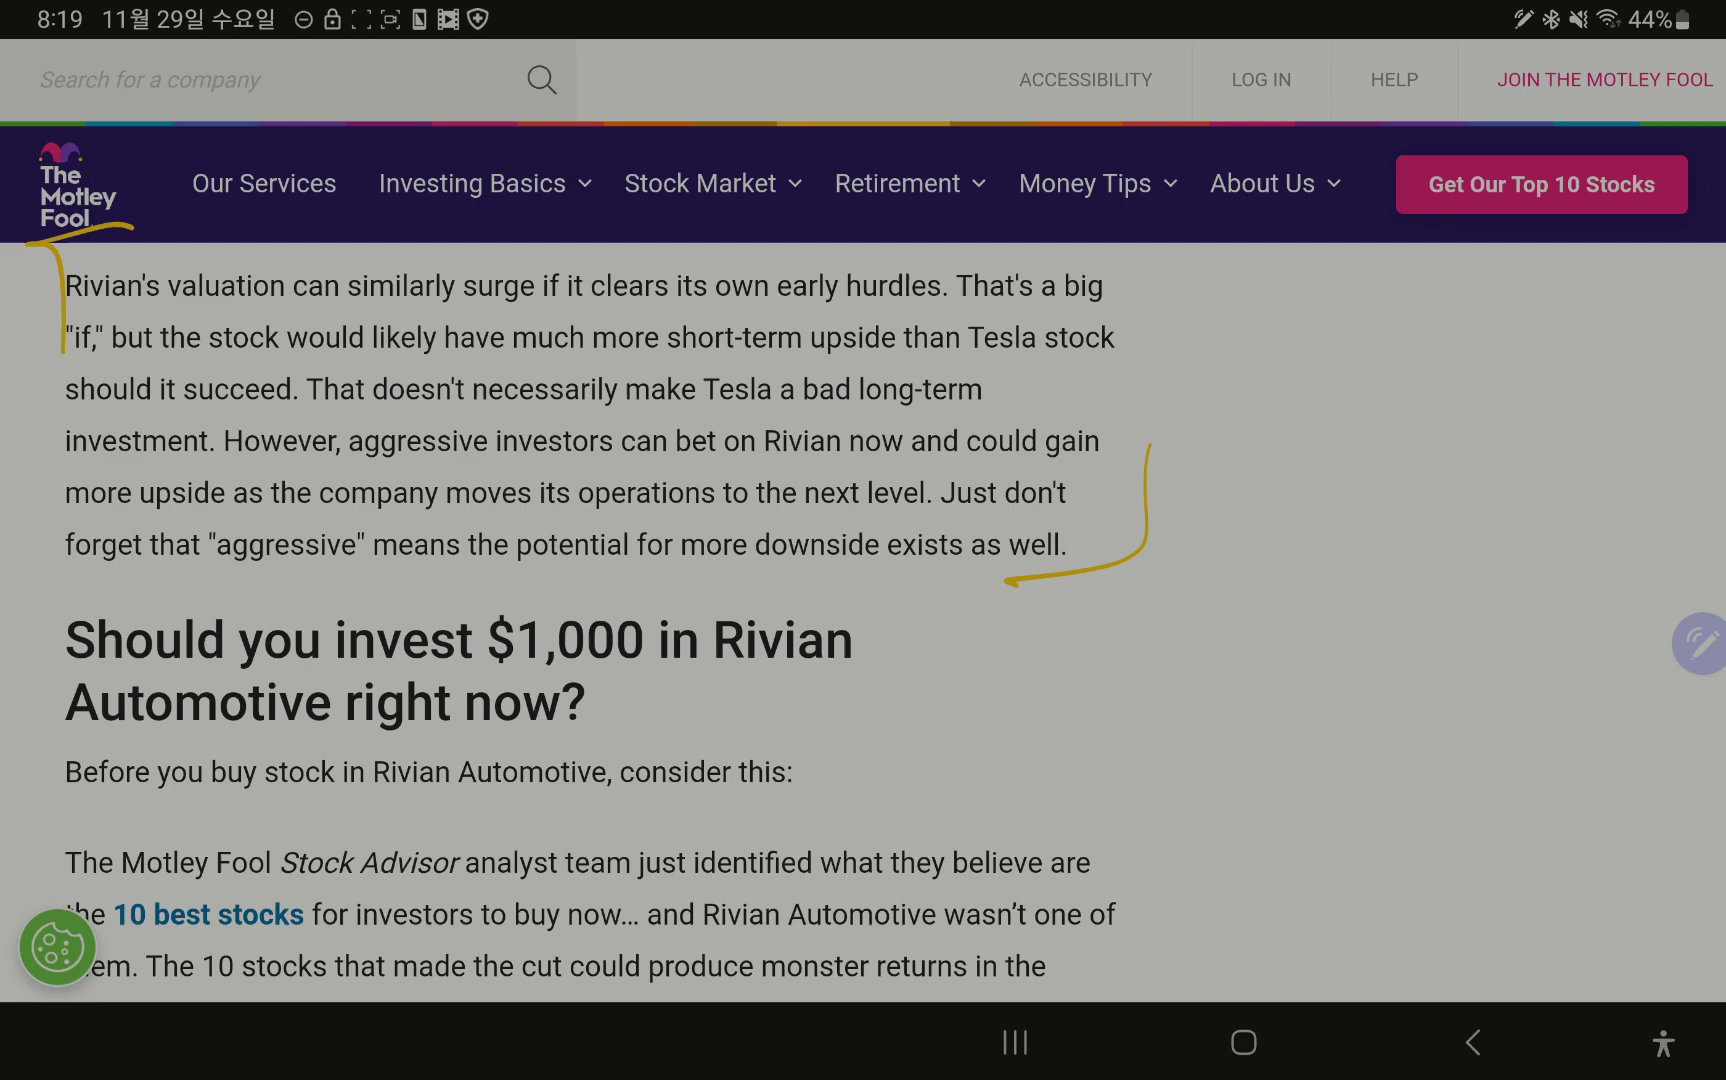 8:19 11월 29일 수요일
44%
Search for a company
ACCESSIBILITY
LOG IN
HELP
JOIN THE MOTLEY FOOL
The
Motley
Fool
Our Services
Investing Basics
Stock Market
Retirement
Money Tips
About Us
Get Our Top 10 Stocks
Rivian's valuation can similarly surge if it clears its own early hurdles. That's a big
"if," but the stock would likely have much more short-term upside than Tesla stock
should it succeed. That doesn't necessarily make Tesla a bad long-term
investment. However, aggressive investors can bet on Rivian now and could gain
more upside as the company moves its operations to the next level. Just don't
forget that "aggressive" means the potential for more downside exists as well.
Should you invest $1,000 in Rivian
Automotive right now?
Before you buy stock in Rivian Automotive, consider this:
The Motley Fool Stock Advisor analyst team just identified what they believe are
the 10 best stocks for investors to buy now… and Rivian Automotive wasn’t one of
them. The 10 stocks that made the cut could produce monster returns in the